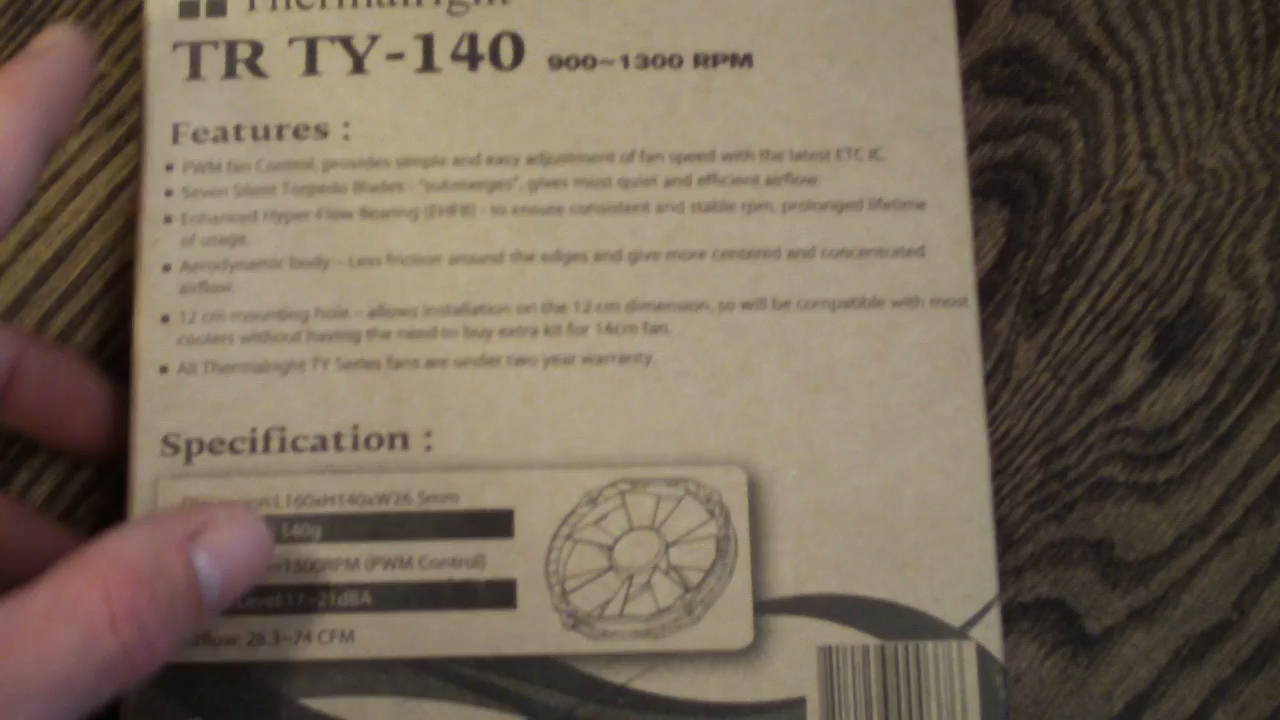 Thermalright
TR TY-140 900~1300 RPM
Features :
• PWM fan Control, provides simple and easy adjustment of fan speed with the latest ETC IC.
• Seven Silent Torpedo Blades - "submerges", gives most quiet and efficient airflow.
• Enhanced Hyper-Flow Bearing (EHFB) - to ensure consistent and stable rpm, prolonged lifetime
of usage.
• Aerodynamic body - Less friction around the edges and give more centered and concentrated
airflow.
• 12 cm mounting hole - allows installation on the 12 cm dimension, so will be compatible with most
coolers without having the need to buy extra kit for 14cm fan.
• All Thermalright TY Series fans are under two year warranty.
Specification :
Dimension:L160xH140xW26.5mm
140g
~1300RPM (PWM Control)
Level:17~21dBA
Airflow: 28.3~74 CFM